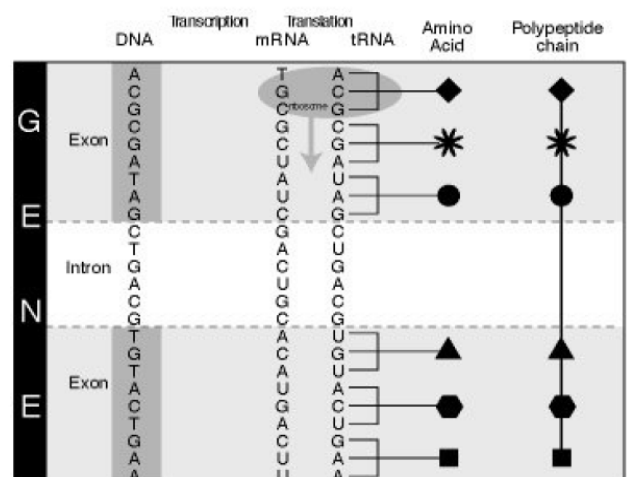 Transcription Translation Amino Polypeptide
DNA mRNA tRNA Acid chain
A T A
C G C
G C ribosome G
G C G C
Exon G C G
A U A
T A U
A U A
E G C G
C G C
T A U
Intron G C G
A U A
C G C
N G C G
T A U
G C G
T A U
Exon A U A
E C G C
T A U
G C G
A U A
A U A